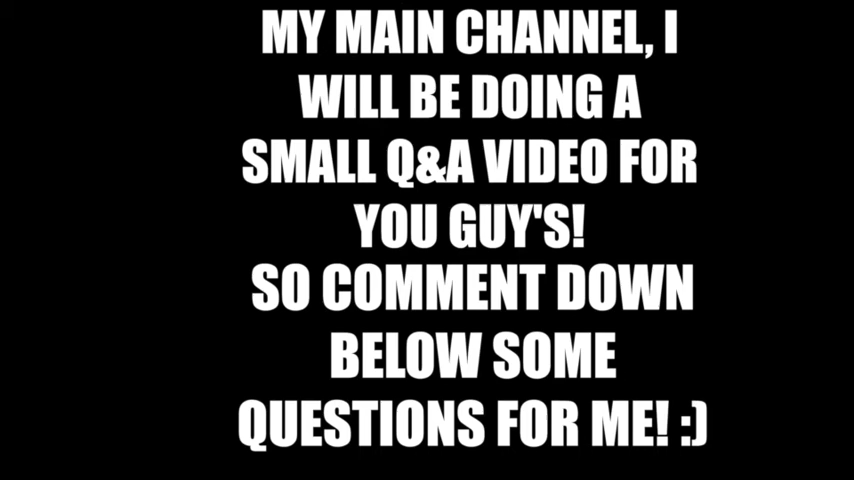 MY MAIN CHANNEL, I
WILL BE DOING A
SMALL Q&A VIDEO FOR
YOU GUY'S!
SO COMMENT DOWN
BELOW SOME
QUESTIONS FOR ME! :)